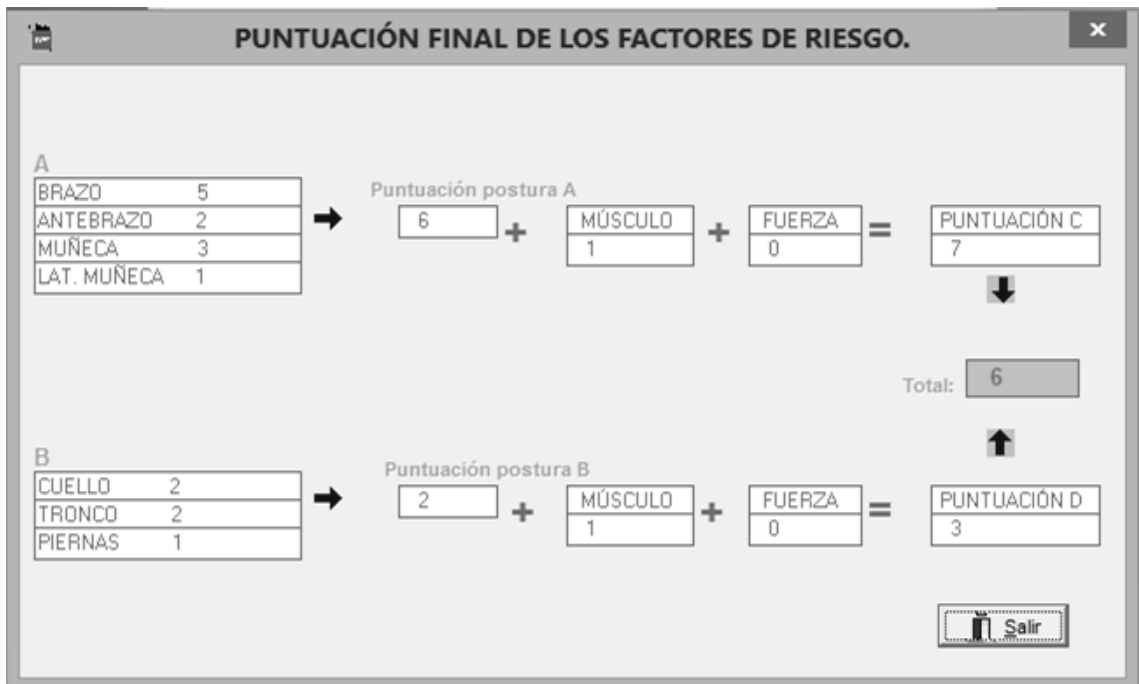 PUNTUACIÓN FINAL DE LOS FACTORES DE RIESGO.
A
BRAZO 5
ANTEBRAZO 2
MUÑECA 3
LAT. MUÑECA 1
Puntuación postura A
6
+
MÚSCULO
1
+
FUERZA
0
=
PUNTUACIÓN C
7
Total: 6
B
CUELLO 2
TRONCO 2
PIERNAS 1
Puntuación postura B
2
+
MÚSCULO
1
+
FUERZA
0
=
PUNTUACIÓN D
3
Salir